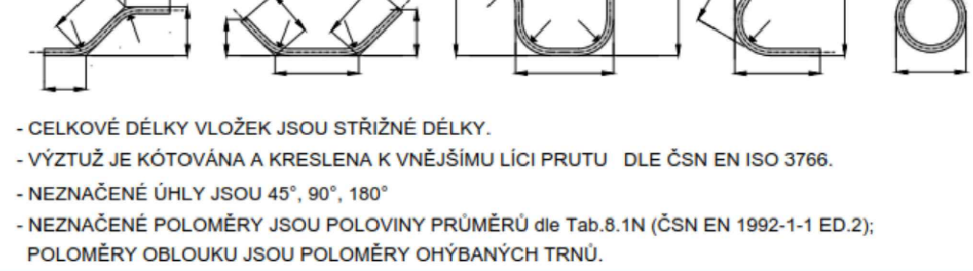 - CELKOVÉ DÉLKY VLOŽEK JSOU STŘIŽNÉ DÉLKY.
- VÝZTUŽ JE KÓTOVÁNA A KRESLENA K VNĚJŠÍMU LÍCI PRUTU DLE ČSN EN ISO 3766.
- NEZNAČENÉ ÚHLY JSOU 45°, 90°, 180°
- NEZNAČENÉ POLOMĚRY JSOU POLOVINY PRŮMĚRŮ dle Tab.8.1N (ČSN EN 1992-1-1 ED.2);
POLOMĚRY OBLOUKU JSOU POLOMĚRY OHÝBANÝCH TRNŮ.